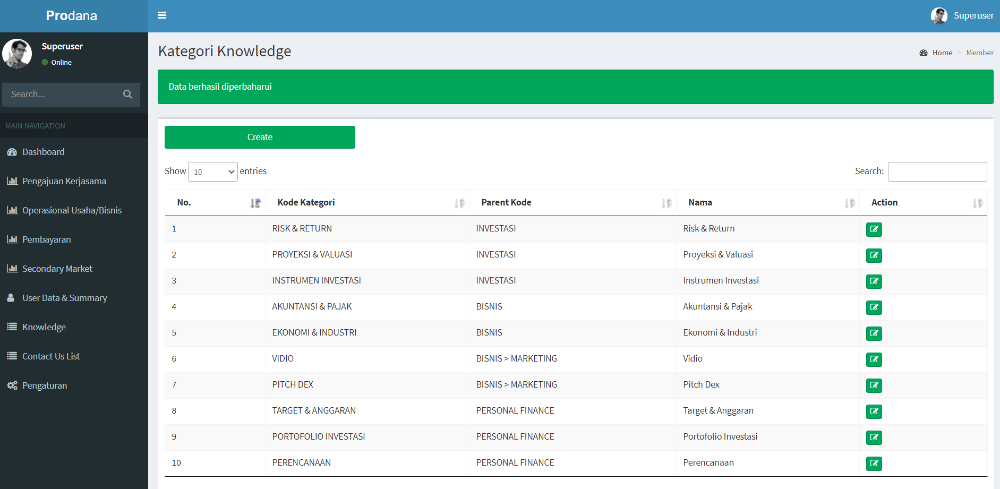 Prodana
Superuser
Superuser
Online
Search...
MAIN NAVIGATION
Dashboard
Pengajuan Kerjasama
Operasional Usaha/Bisnis
Pembayaran
Secondary Market
User Data & Summary
Knowledge
Contact Us List
Pengaturan
Kategori Knowledge
Home > Member
Data berhasil diperbaharui
Create
Show 10 entries
Search:
No. Kode Kategori Parent Kode Nama Action
1 RISK & RETURN INVESTASI Risk & Return
2 PROYEKSI & VALUASI INVESTASI Proyeksi & Valuasi
3 INSTRUMEN INVESTASI INVESTASI Instrumen Investasi
4 AKUNTANSI & PAJAK BISNIS Akuntansi & Pajak
5 EKONOMI & INDUSTRI BISNIS Ekonomi & Industri
6 VIDIO BISNIS > MARKETING Vidio
7 PITCH DEX BISNIS > MARKETING Pitch Dex
8 TARGET & ANGGARAN PERSONAL FINANCE Target & Anggaran
9 PORTOFOLIO INVESTASI PERSONAL FINANCE Portofolio Investasi
10 PERENCANAAN PERSONAL FINANCE Perencanaan